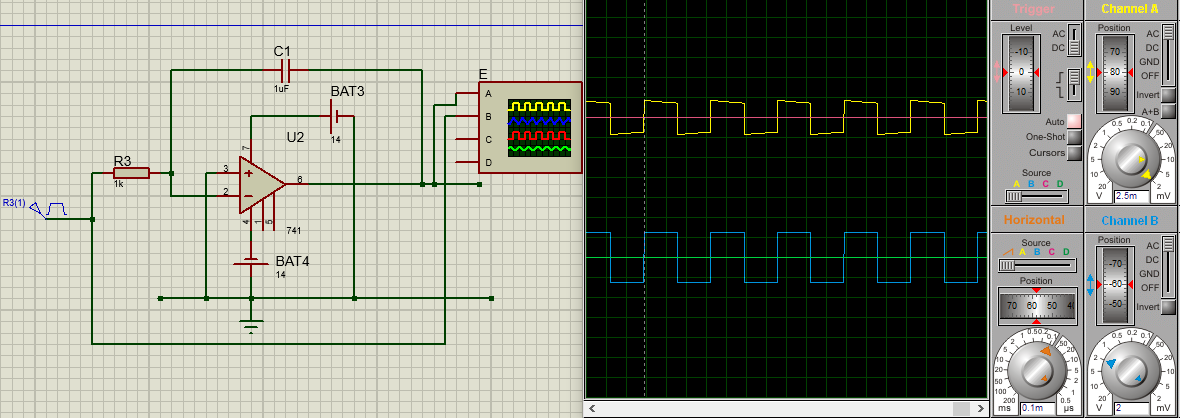 C1
1uF
BAT3
14
U2
7
R3
1k
3
2
6
4
1
5
741
R3(1)
BAT4
14
E
A
B
C
D
Trigger
Level
AC
DC
-10
0
10
Auto
One-Shot
Cursors
Source
A B C D
Channel A
Position
AC
DC
GND
OFF
70
80
90
Invert
A+B
V
2.5m
mV
Horizontal
Source
A B C D
Position
70 60 50
ms
0.1m
µs
Channel B
Position
AC
DC
GND
OFF
-70
-60
-50
Invert
V
2
mV